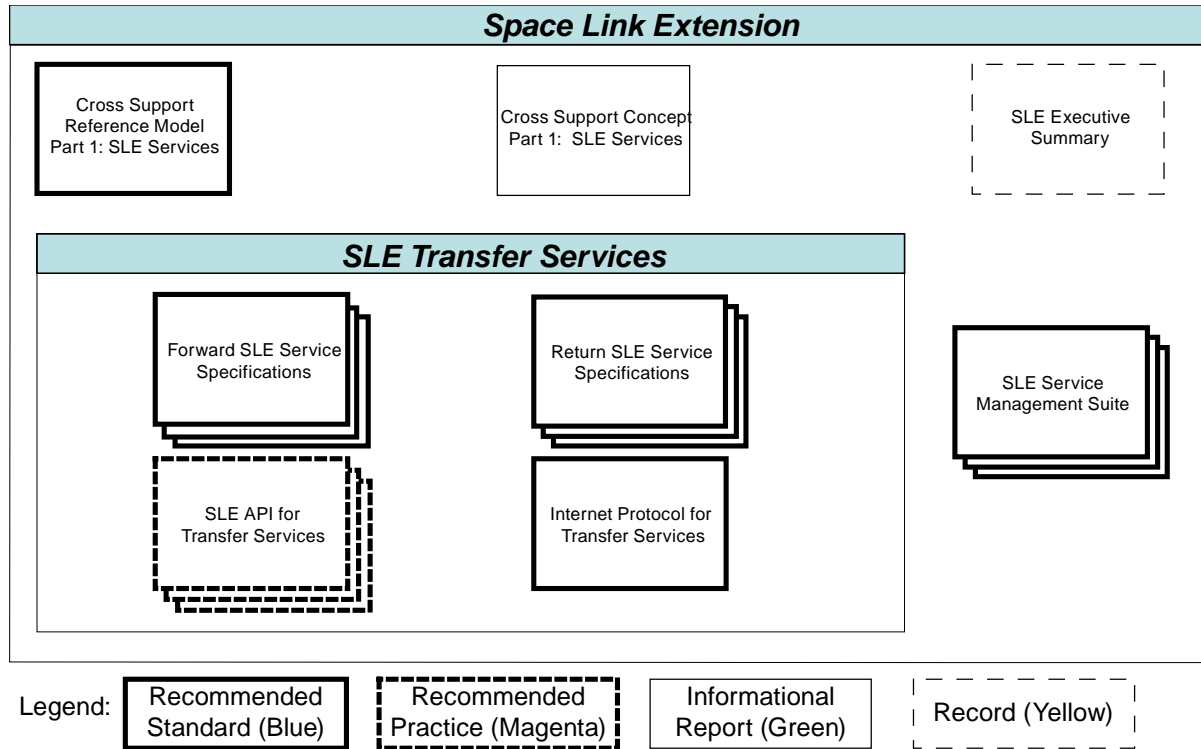 Space Link Extension
Cross Support
Reference Model
Part 1: SLE Services
Cross Support Concept
Part 1: SLE Services
SLE Executive
Summary
SLE Transfer Services
Forward SLE Service
Specifications
Return SLE Service
Specifications
SLE Service
Management Suite
SLE API for
Transfer Services
Internet Protocol for
Transfer Services
Legend:
Recommended
Standard (Blue)
Recommended
Practice (Magenta)
Informational
Report (Green)
Record (Yellow)